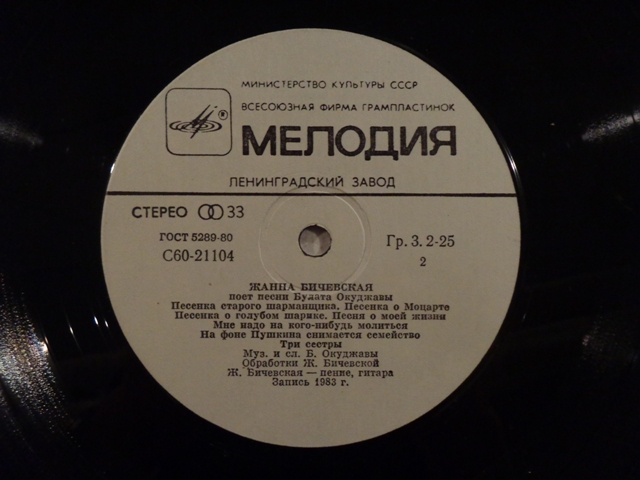 МИНИСТЕРСТВО КУЛЬТУРЫ СССР
ВСЕСОЮЗНАЯ ФИРМА ГРАМПЛАСТИНОК
МЕЛОДИЯ
ЛЕНИНГРАДСКИЙ ЗАВОД
СТЕРЕО 33
ГОСТ 5289-80
Гр. 3. 2-25
С60-21104
2
ЖАННА БИЧЕВСКАЯ
поет песни Булата Окуджавы
Песенка старого шарманщика. Песенка о Моцарте
Песенка о голубом шарике. Песня о моей жизни
Мне надо на кого-нибудь молиться
На фоне Пушкина снимается семейство
Три сестры
Муз. и сл. Б. Окуджавы
Обработки Ж. Бичевской
Ж. Бичевская — пение, гитара
Запись 1983 г.